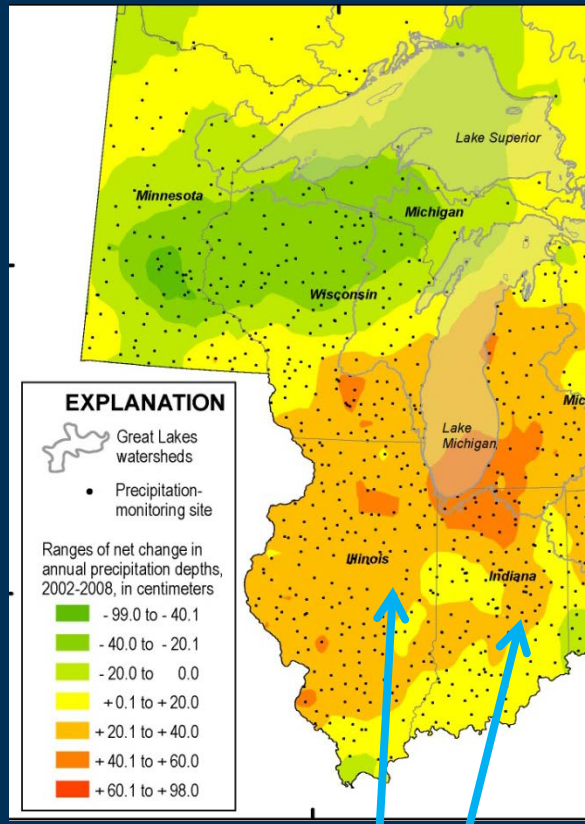 Lake Superior
Minnesota
Michigan
Wisconsin
Mic
Lake
Michigan
Illinois
Indiana
EXPLANATION
Great Lakes
watersheds
Precipitation-
monitoring site
Ranges of net change in
annual precipitation depths,
2002-2008, in centimeters
- 99.0 to - 40.1
- 40.0 to - 20.1
- 20.0 to 0.0
+ 0.1 to + 20.0
+ 20.1 to + 40.0
+ 40.1 to + 60.0
+ 60.1 to + 98.0